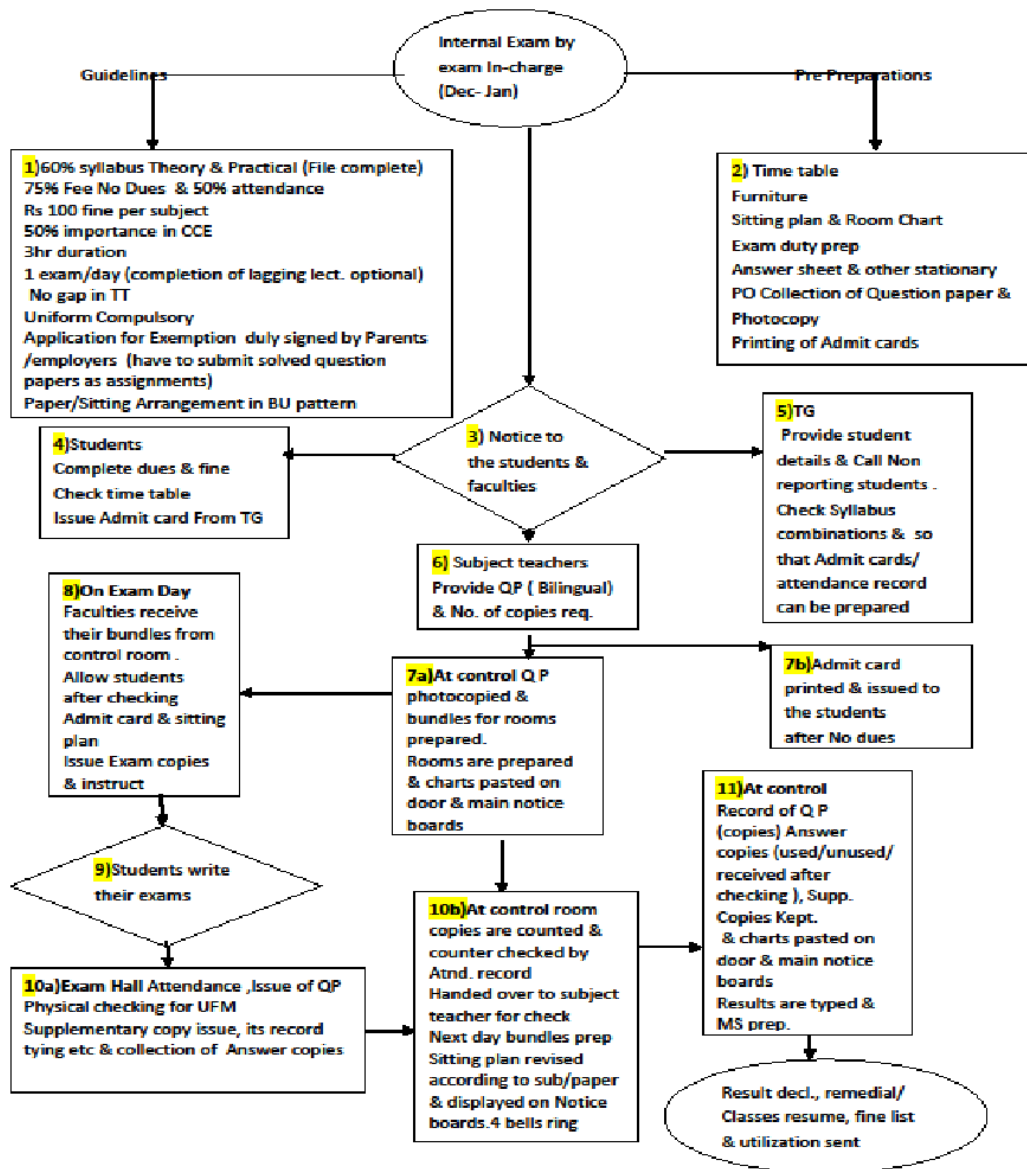 Internal Exam by
exam In-charge
(Dec- Jan)
Guidelines
Pre Preparations
1)60% syllabus Theory & Practical (File complete)
75% Fee No Dues & 50% attendance
Rs 100 fine per subject
50% importance in CCE
3hr duration
1 exam/day (completion of lagging lect. optional)
No gap in TT
Uniform Compulsory
Application for Exemption duly signed by Parents
/employers (have to submit solved question
papers as assignments)
Paper/Sitting Arrangement in BU pattern
2) Time table
Furniture
Sitting plan & Room Chart
Exam duty prep
Answer sheet & other stationary
PO Collection of Question paper &
Photocopy
Printing of Admit cards
3) Notice to
the students &
faculties
4)Students
Complete dues & fine
Check time table
Issue Admit card From TG
5)TG
Provide student
details & Call Non
reporting students .
Check Syllabus
combinations & so
that Admit cards/
attendance record
can be prepared
6) Subject teachers
Provide QP ( Bilingual)
& No. of copies req.
7a)At control Q P
photocopied &
bundles for rooms
prepared.
Rooms are prepared
& charts pasted on
door & main notice
boards
7b)Admit card
printed & issued to
the students
after No dues
8)On Exam Day
Faculties receive
their bundles from
control room .
Allow students
after checking
Admit card & sitting
plan
Issue Exam copies
& instruct
9)Students write
their exams
10a)Exam Hall Attendance ,Issue of QP
Physical checking for UFM
Supplementary copy issue, its record
tying etc & collection of Answer copies
10b)At control room
copies are counted &
counter checked by
Atnd. record
Handed over to subject
teacher for check
Next day bundles prep
Sitting plan revised
according to sub/paper
& displayed on Notice
boards.4 bells ring
11)At control
Record of Q P
(copies) Answer
copies (used/unused/
received after
checking ), Supp.
Copies Kept.
& charts pasted on
door & main notice
boards
Results are typed &
MS prep.
Result decl., remedial/
Classes resume, fine list
& utilization sent